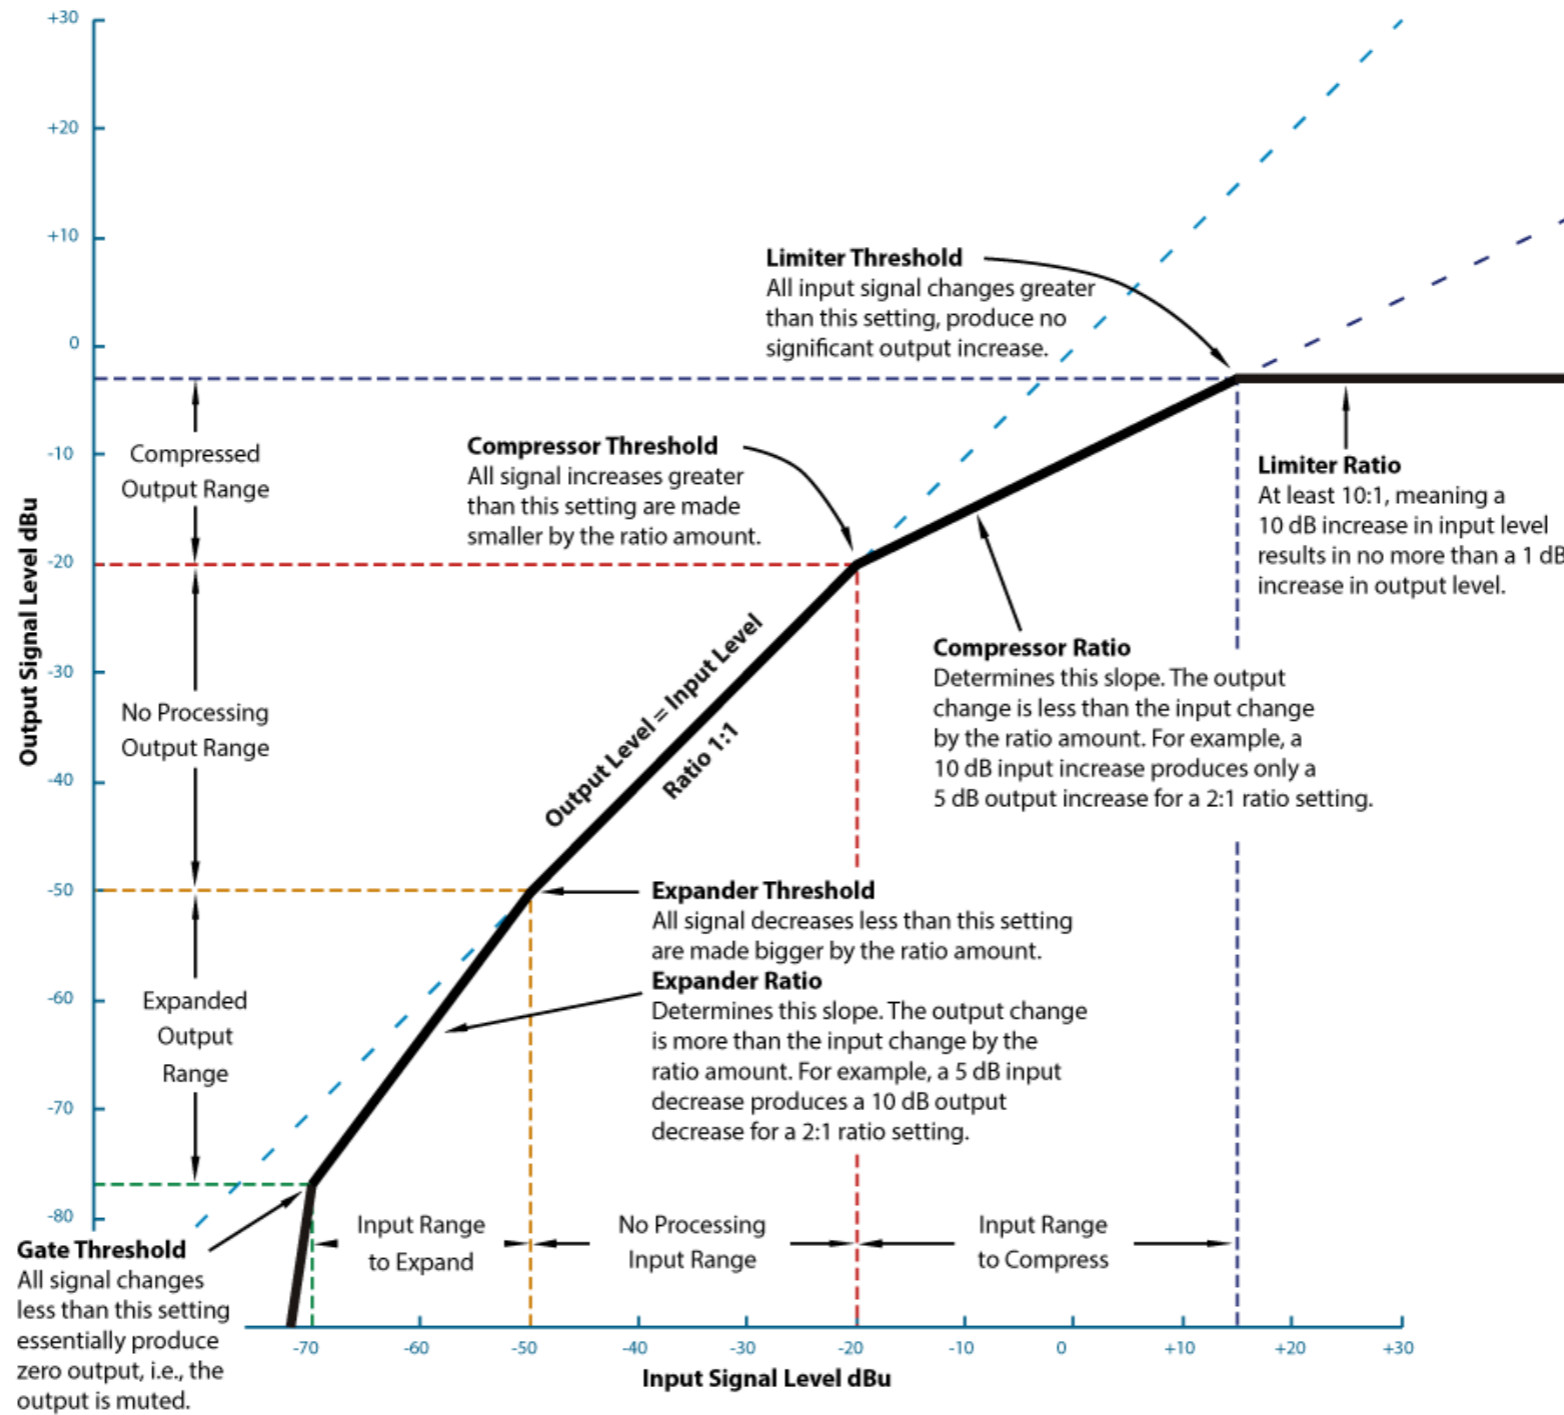 +30
+20
+10
0
-10
-20
-30
-40
-50
-60
-70
-80
Output Signal Level dBu
Compressed
Output Range
No Processing
Output Range
Expanded
Output
Range
Limiter Threshold
All input signal changes greater
than this setting, produce no
significant output increase.
Compressor Threshold
All signal increases greater
than this setting are made
smaller by the ratio amount.
Limiter Ratio
At least 10:1, meaning a
10 dB increase in input level
results in no more than a 1 dB
increase in output level.
Output Level = Input Level
Ratio 1:1
Compressor Ratio
Determines this slope. The output
change is less than the input change
by the ratio amount. For example, a
10 dB input increase produces only a
5 dB output increase for a 2:1 ratio setting.
Expander Threshold
All signal decreases less than this setting
are made bigger by the ratio amount.
Expander Ratio
Determines this slope. The output change
is more than the input change by the
ratio amount. For example, a 5 dB input
decrease produces a 10 dB output
decrease for a 2:1 ratio setting.
Gate Threshold
All signal changes
less than this setting
essentially produce
zero output, i.e., the
output is muted.
Input Range
to Expand
No Processing
Input Range
Input Range
to Compress
-70
-60
-50
-40
-30
-20
-10
0
+10
+20
+30
Input Signal Level dBu